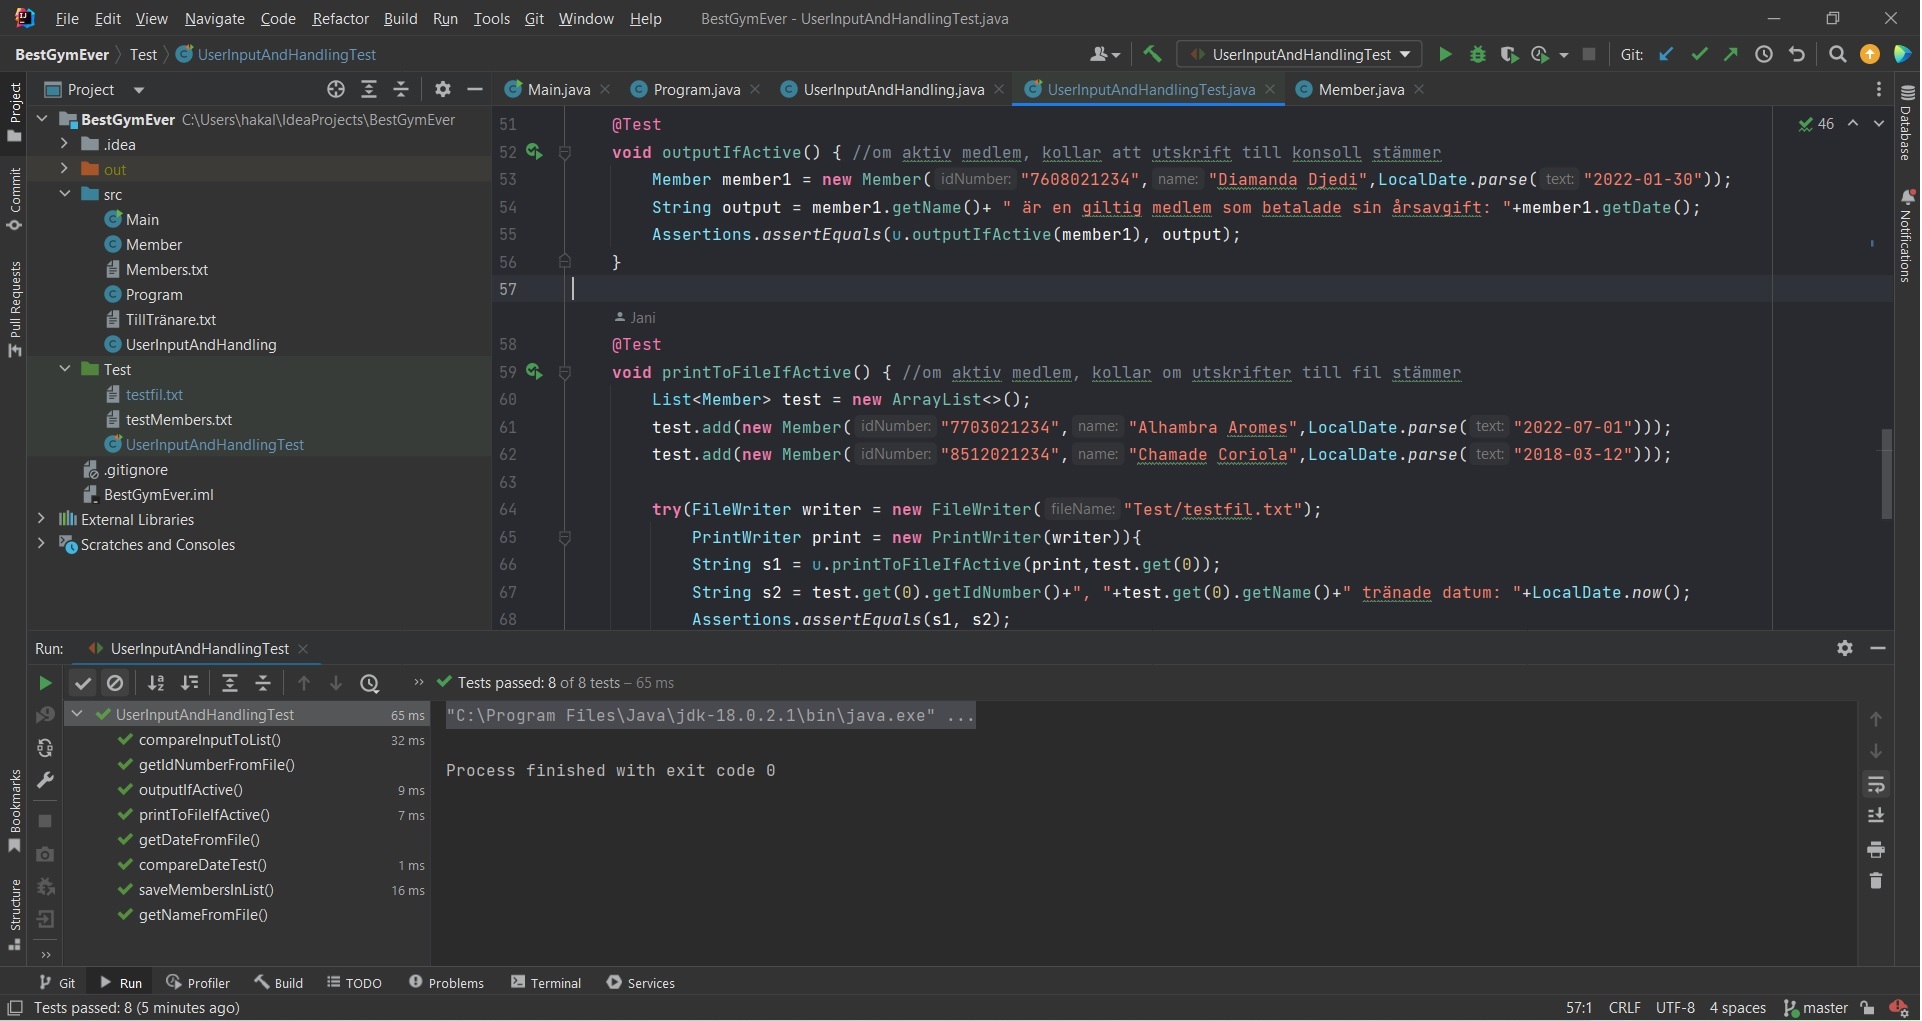 File Edit View Navigate Code Refactor Build Run Tools Git Window Help BestGymEver - UserInputAndHandlingTest.java
BestGymEver Test UserInputAndHandlingTest UserInputAndHandlingTest Git:
Project Main.java Program.java UserInputAndHandling.java UserInputAndHandlingTest.java Member.java
Project
Commit
Pull Requests
Bookmarks
Structure
BestGymEver C:\Users\hakal\IdeaProjects\BestGymEver
.idea
out
src
Main
Member
Members.txt
Program
TillTränare.txt
UserInputAndHandling
Test
testfil.txt
testMembers.txt
UserInputAndHandlingTest
.gitignore
BestGymEver.iml
External Libraries
Scratches and Consoles
46
51 @Test
52 void outputIfActive() { //om aktiv medlem, kollar att utskrift till konsoll stämmer
53 Member member1 = new Member( idNumber: "7608021234", name: "Diamanda Djedi",LocalDate.parse( text: "2022-01-30"));
54 String output = member1.getName()+ " är en giltig medlem som betalade sin årsavgift: "+member1.getDate();
55 Assertions.assertEquals(u.outputIfActive(member1), output);
56 }
57
Jani
58 @Test
59 void printToFileIfActive() { //om aktiv medlem, kollar om utskrifter till fil stämmer
60 List<Member> test = new ArrayList<>();
61 test.add(new Member( idNumber: "7703021234", name: "Alhambra Aromes",LocalDate.parse( text: "2022-07-01")));
62 test.add(new Member( idNumber: "8512021234", name: "Chamade Coriola",LocalDate.parse( text: "2018-03-12")));
63
64 try(FileWriter writer = new FileWriter( fileName: "Test/testfil.txt");
65 PrintWriter print = new PrintWriter(writer)){
66 String s1 = u.printToFileIfActive(print,test.get(0));
67 String s2 = test.get(0).getIdNumber()+", "+test.get(0).getName()+" tränade datum: "+LocalDate.now();
68 Assertions.assertEquals(s1, s2);
Database
Notifications
Run: UserInputAndHandlingTest
Tests passed: 8 of 8 tests – 65 ms
UserInputAndHandlingTest 65 ms
compareInputToList() 32 ms
getIdNumberFromFile()
outputIfActive() 9 ms
printToFileIfActive() 7 ms
getDateFromFile()
compareDateTest() 1 ms
saveMembersInList() 16 ms
getNameFromFile()
"C:\Program Files\Java\jdk-18.0.2.1\bin\java.exe" ...
Process finished with exit code 0
Git Run Profiler Build TODO Problems Terminal Services
Tests passed: 8 (5 minutes ago) 57:1 CRLF UTF-8 4 spaces master